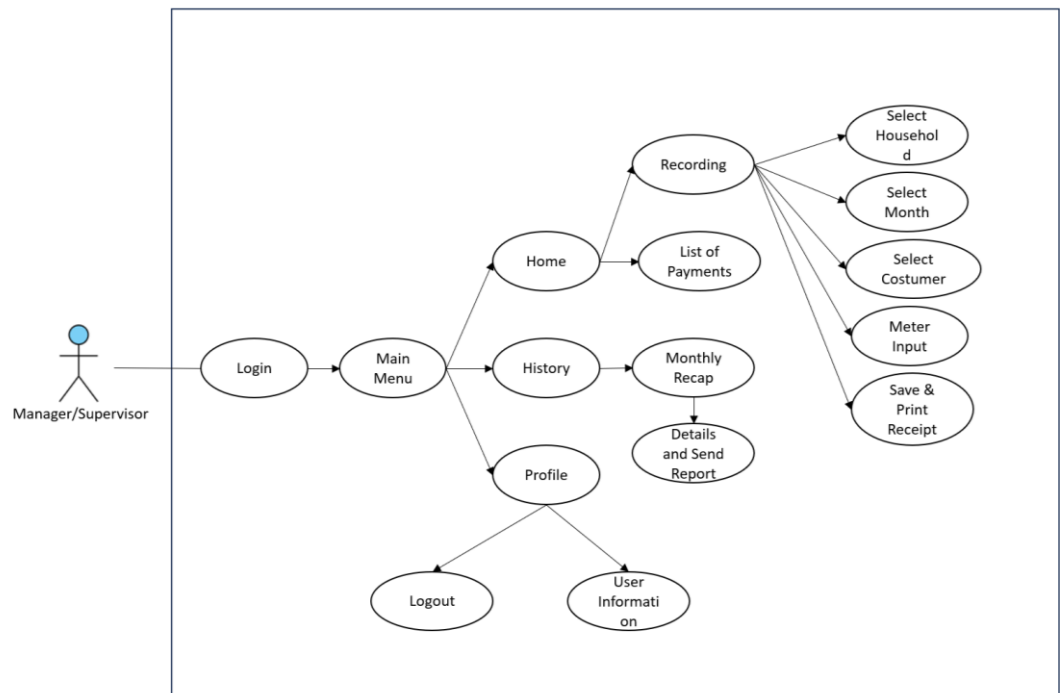 Select
Househol
d
Recording
Select
Month
Home
List of
Payments
Select
Costumer
Manager/Supervisor
Login
Main
Menu
History
Monthly
Recap
Meter
Input
Save &
Print
Receipt
Details
and Send
Report
Profile
Logout
User
Informati
on